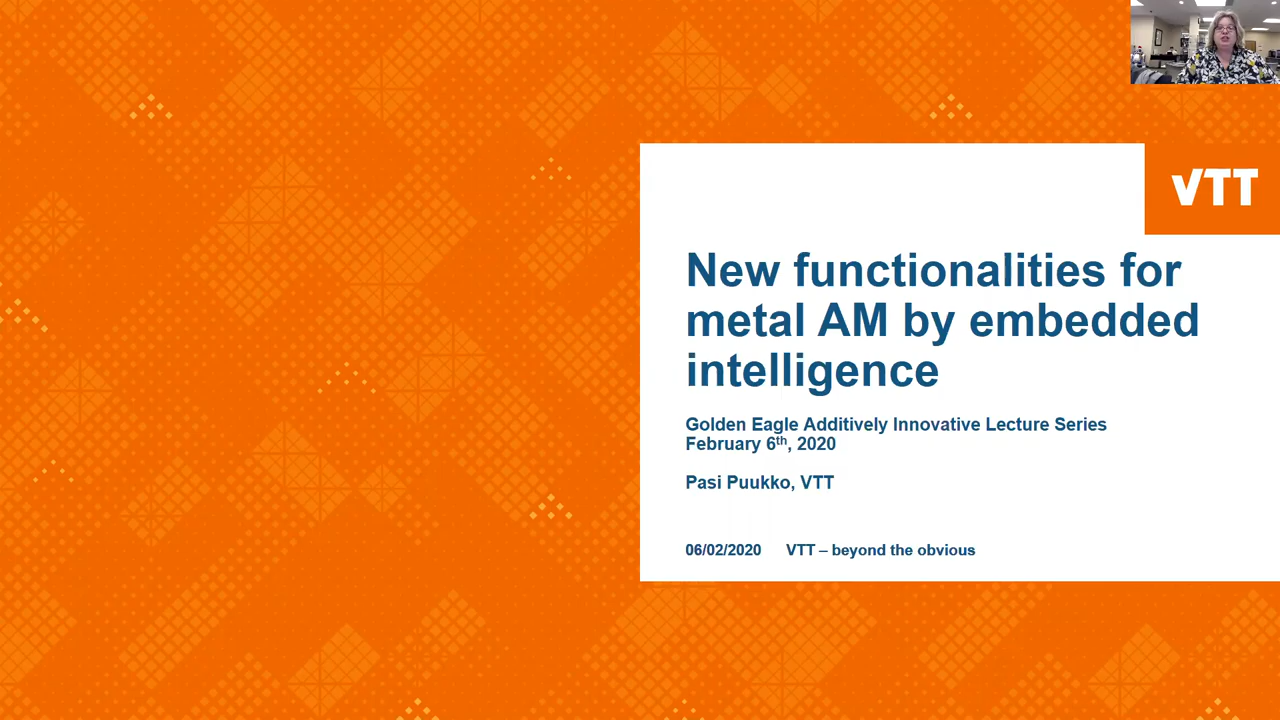 VTT
New functionalities for
metal AM by embedded
intelligence
Golden Eagle Additively Innovative Lecture Series
February 6th, 2020
Pasi Puukko, VTT
06/02/2020 VTT – beyond the obvious